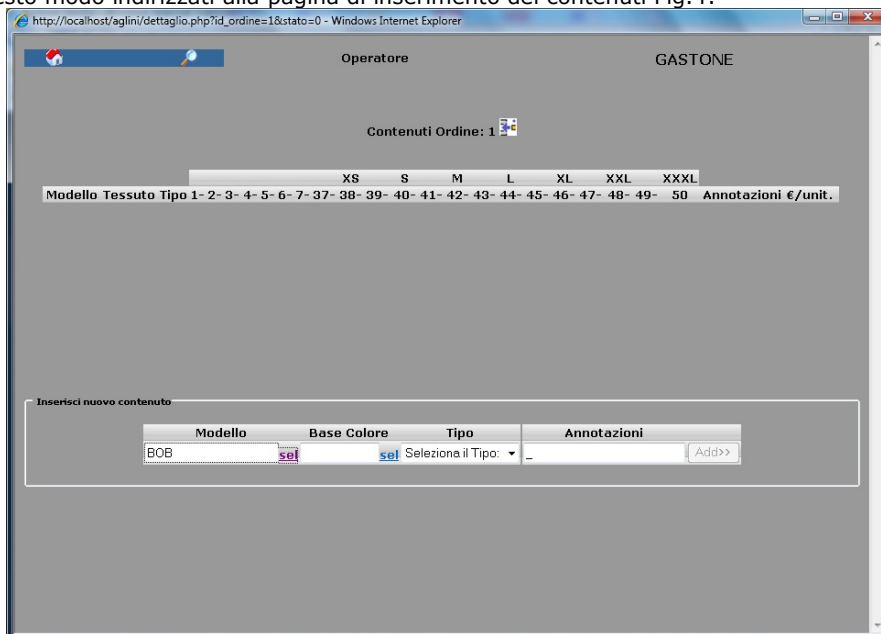 esto modo indirizzati alla pagina di inserimento dei contenuti Fig.1.
http://localhost/aglini/dettaglio.php?id_ordine=1&stato=0 - Windows Internet Explorer
Operatore GASTONE
Contenuti Ordine: 1
XS S M L XL XXL XXXL
Modello Tessuto Tipo 1- 2- 3- 4- 5- 6- 7- 37- 38- 39- 40- 41- 42- 43- 44- 45- 46- 47- 48- 49- 50 Annotazioni €/unit.
Inserisci nuovo contenuto
Modello Base Colore Tipo Annotazioni
BOB sel sel Seleziona il Tipo: _ Add>>